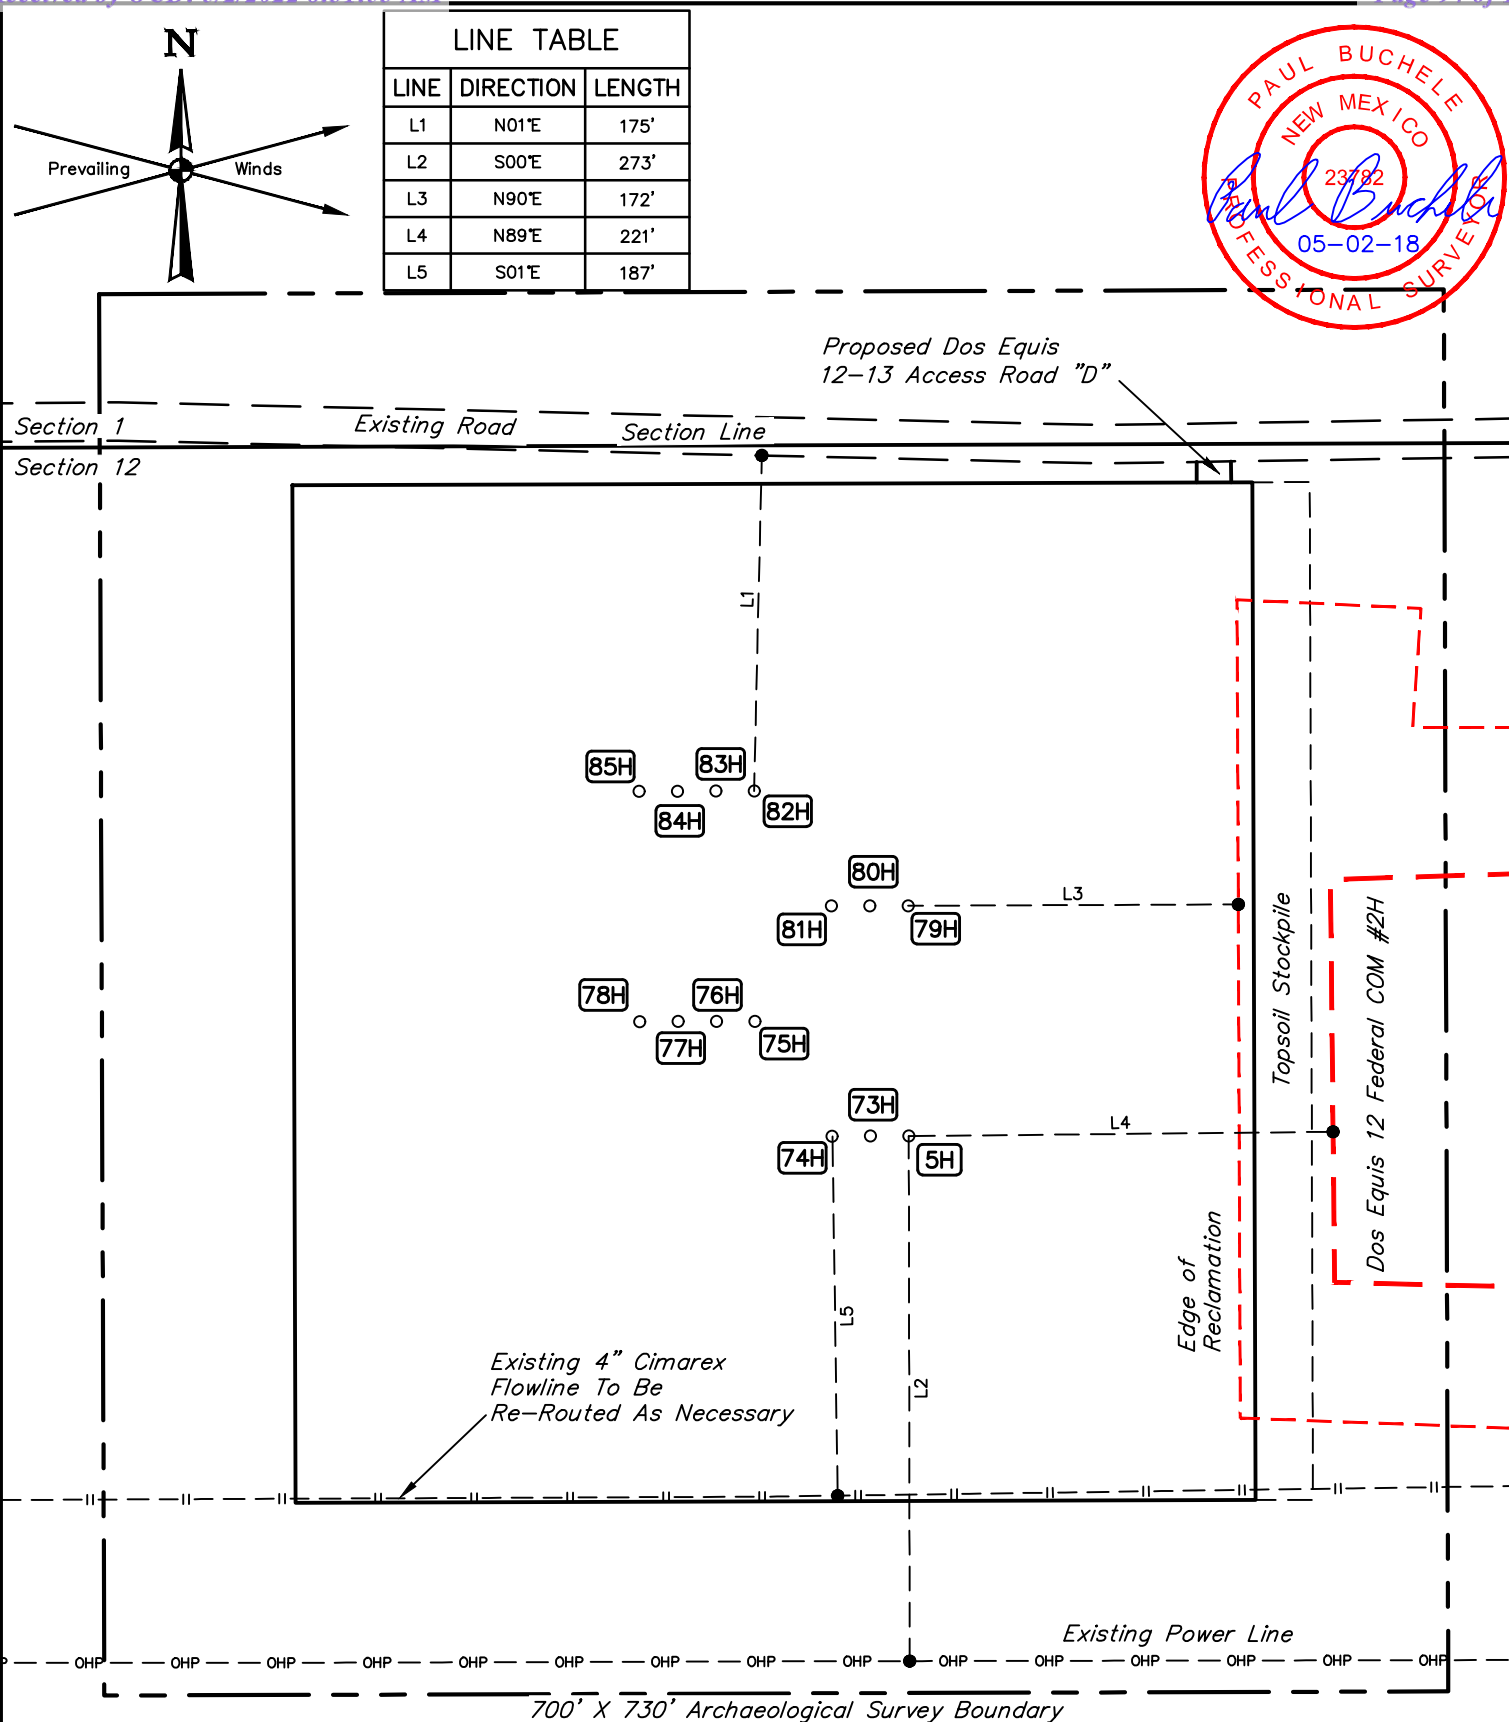 N
Prevailing Winds
LINE TABLE
LINE DIRECTION LENGTH
L1 N01°E 175'
L2 S00°E 273'
L3 N90°E 172'
L4 N89°E 221'
L5 S01°E 187'
PAUL BUCHELE
NEW MEXICO
23782
Paul Buchele
05-02-18
PROFESSIONAL SURVEYOR
Proposed Dos Equis
12-13 Access Road "D"
Section 1
Existing Road
Section Line
Section 12
L1
85H
83H
84H
82H
80H
81H
79H
L3
78H
76H
77H
75H
73H
74H
5H
L4
Topsoil Stockpile
Dos Equis 12 Federal COM #2H
Edge of
Reclamation
L5
L2
Existing 4" Cimarex
Flowline To Be
Re-Routed As Necessary
Existing Power Line
OHP OHP OHP OHP OHP OHP OHP OHP OHP OHP OHP OHP OHP OHP OHP
700' X 730' Archaeological Survey Boundary